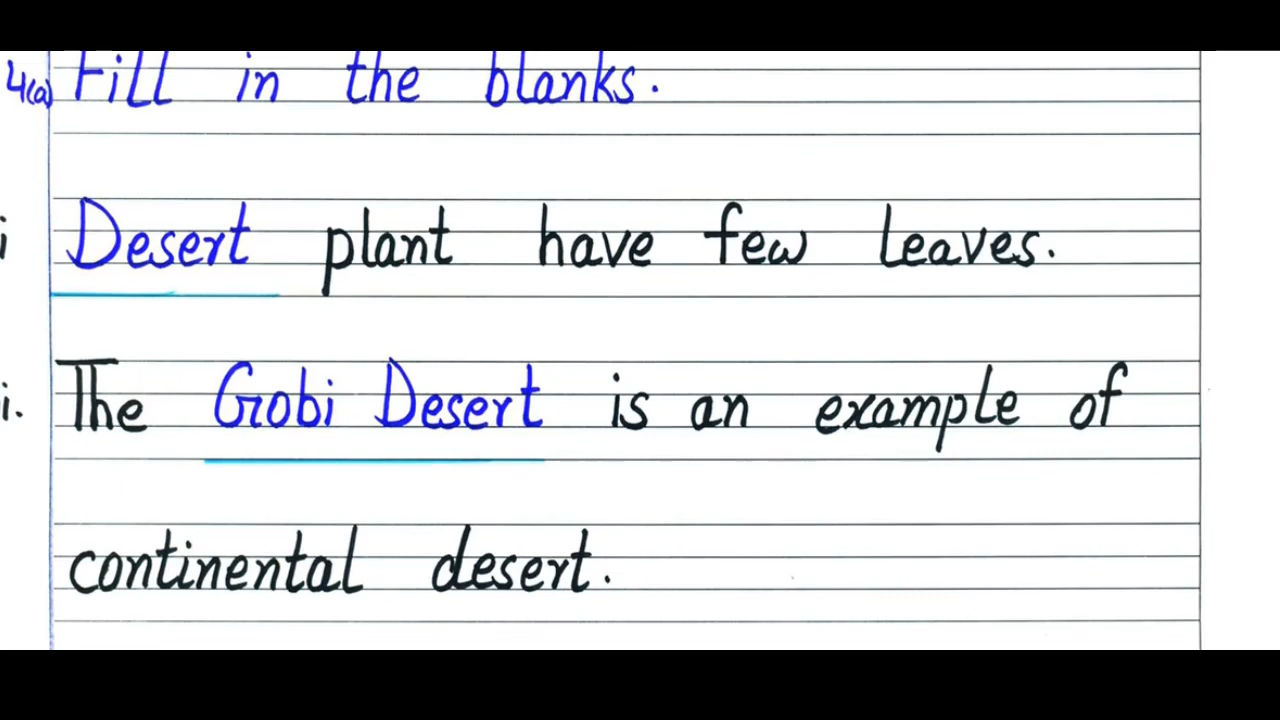 4(a) Fill in the blanks.
i Desert plant have few leaves.
i. The Gobi Desert is an example of
continental desert.